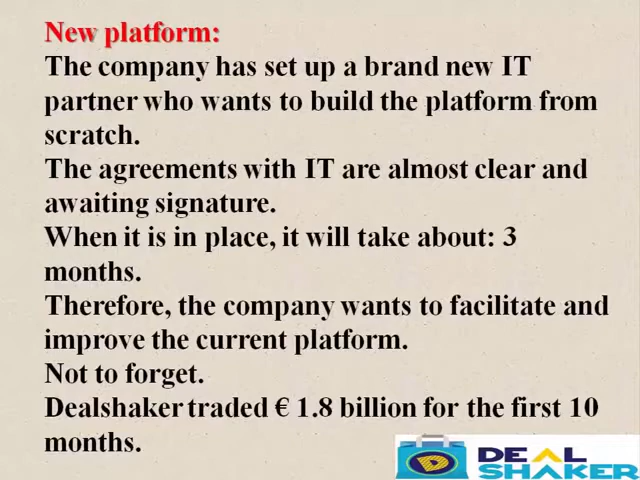 New platform:
The company has set up a brand new IT
partner who wants to build the platform from
scratch.
The agreements with IT are almost clear and
awaiting signature.
When it is in place, it will take about: 3
months.
Therefore, the company wants to facilitate and
improve the current platform.
Not to forget.
Dealshaker traded € 1.8 billion for the first 10
months.
DEAL
SHAKER